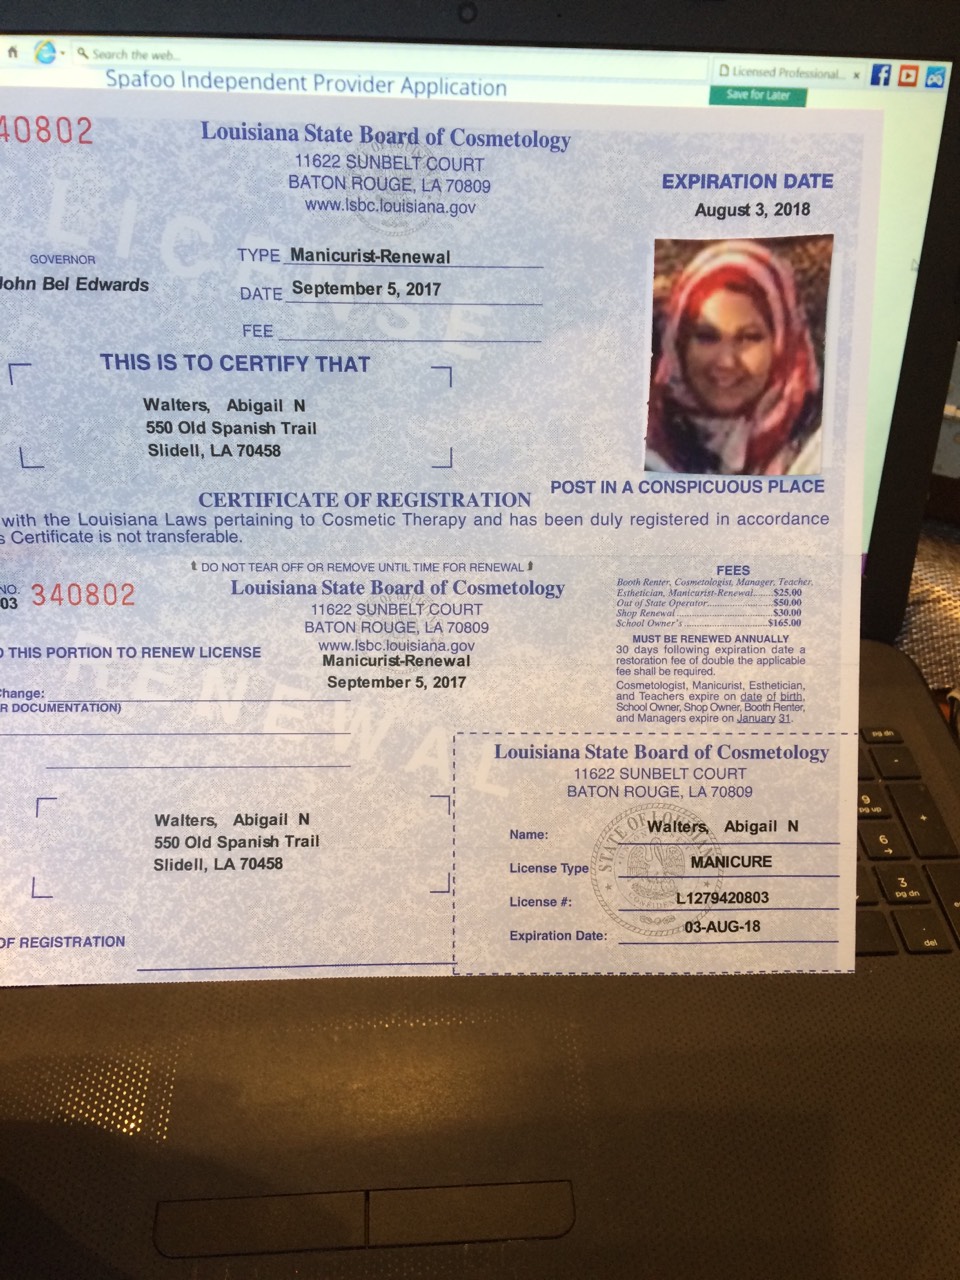 Search the web...
Licensed Professional...
Save for Later
Spafoo Independent Provider Application
40802
Louisiana State Board of Cosmetology
11622 SUNBELT COURT
BATON ROUGE, LA 70809
www.lsbc.louisiana.gov
EXPIRATION DATE
August 3, 2018
LICENSE
GOVERNOR
John Bel Edwards
TYPE Manicurist-Renewal
DATE September 5, 2017
FEE
THIS IS TO CERTIFY THAT
Walters, Abigail N
550 Old Spanish Trail
Slidell, LA 70458
POST IN A CONSPICUOUS PLACE
CERTIFICATE OF REGISTRATION
with the Louisiana Laws pertaining to Cosmetic Therapy and has been duly registered in accordance
s Certificate is not transferable.
DO NOT TEAR OFF OR REMOVE UNTIL TIME FOR RENEWAL
NO.
03 340802
Louisiana State Board of Cosmetology
11622 SUNBELT COURT
BATON ROUGE, LA 70809
www.lsbc.louisiana.gov
Manicurist-Renewal
September 5, 2017
FEES
Booth Renter, Cosmetologist, Manager, Teacher,
Esthetician, Manicurist-Renewal......$25.00
Out of State Operator..................$50.00
Shop Renewal..........................$30.00
School Owner's........................$165.00
MUST BE RENEWED ANNUALLY
30 days following expiration date a
restoration fee of double the applicable
fee shall be required.
Cosmetologist, Manicurist, Esthetician,
and Teachers expire on date of birth,
School Owner, Shop Owner, Booth Renter,
and Managers expire on January 31.
THIS PORTION TO RENEW LICENSE
hange:
R DOCUMENTATION)
RENEWAL
Walters, Abigail N
550 Old Spanish Trail
Slidell, LA 70458
OF REGISTRATION
Louisiana State Board of Cosmetology
11622 SUNBELT COURT
BATON ROUGE, LA 70809
STATE OF LOUISIANA
Name: Walters, Abigail N
License Type MANICURE
License #: L1279420803
Expiration Date: 03-AUG-18
pg dn
-
9
pg up
+
6
3
pg dn
del